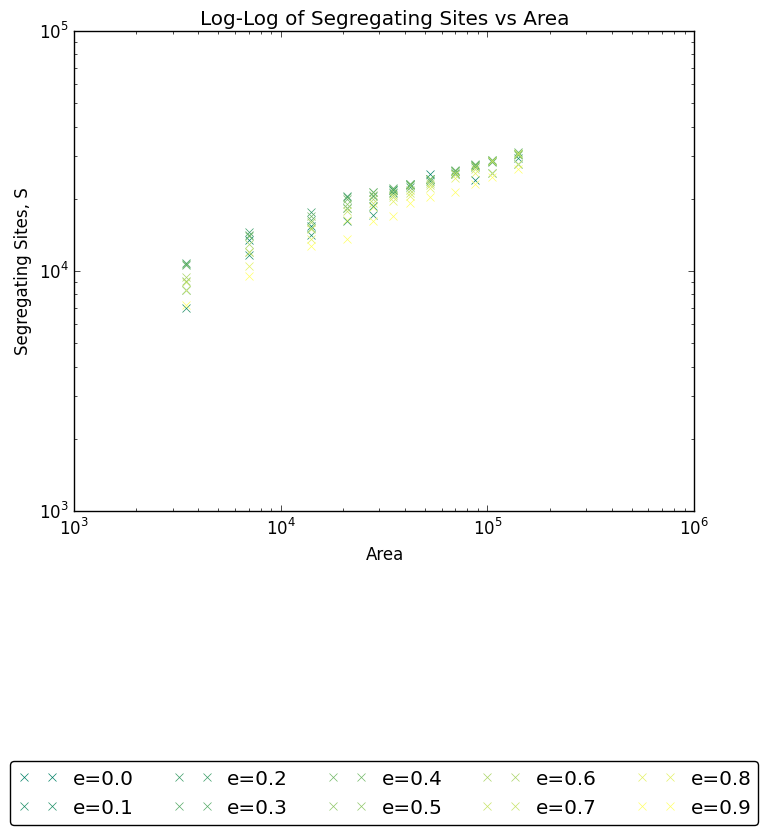 Log-Log of Segregating Sites vs Area
10^5
10^4
10^3
Segregating Sites, S
10^3 10^4 10^5 10^6
Area
e=0.0 e=0.2 e=0.4 e=0.6 e=0.8
e=0.1 e=0.3 e=0.5 e=0.7 e=0.9